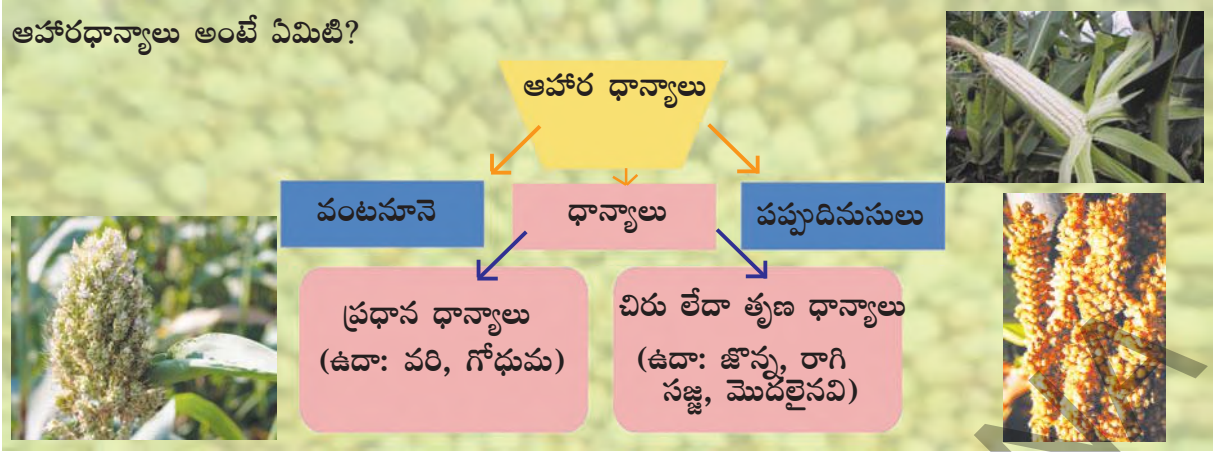 ఆహారధాన్యాలు అంటే ఏమిటి?
ఆహార ధాన్యాలు
వంటనూనె
ధాన్యాలు
పప్పుదినుసులు
ప్రధాన ధాన్యాలు
(ఉదా: వరి, గోధుమ)
చిరు లేదా తృణ ధాన్యాలు
(ఉదా: జొన్న, రాగి
సజ్జ, మొదలైనవి)